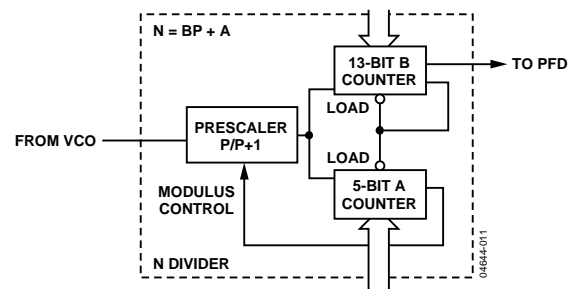 N = BP + A
13-BIT B
COUNTER
TO PFD
LOAD
PRESCALER
P/P+1
FROM VCO
LOAD
MODULUS
CONTROL
5-BIT A
COUNTER
N DIVIDER
04644-011